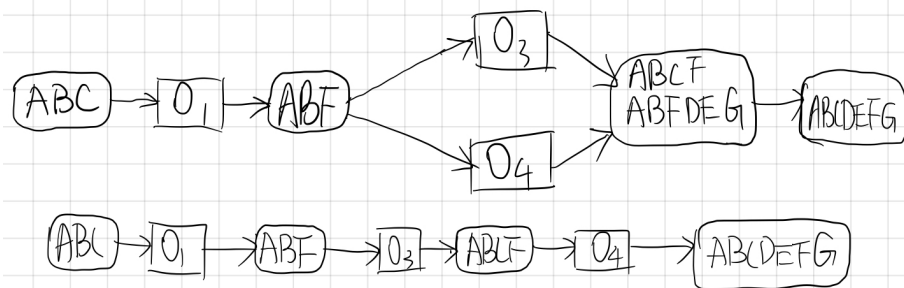 ABC O₁ ABF O₃ ABCF
ABFDEG ABCDEFG
O₄
ABC O₁ ABF O₃ ABCF O₄ ABCDEFG